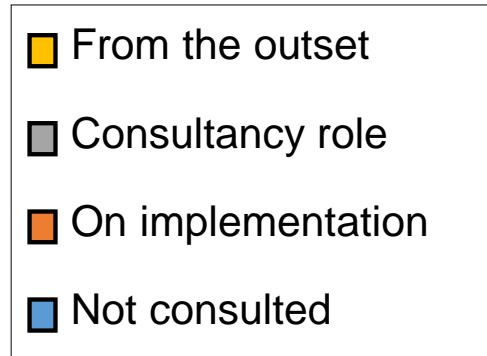 From the outset
Consultancy role
On implementation
Not consulted